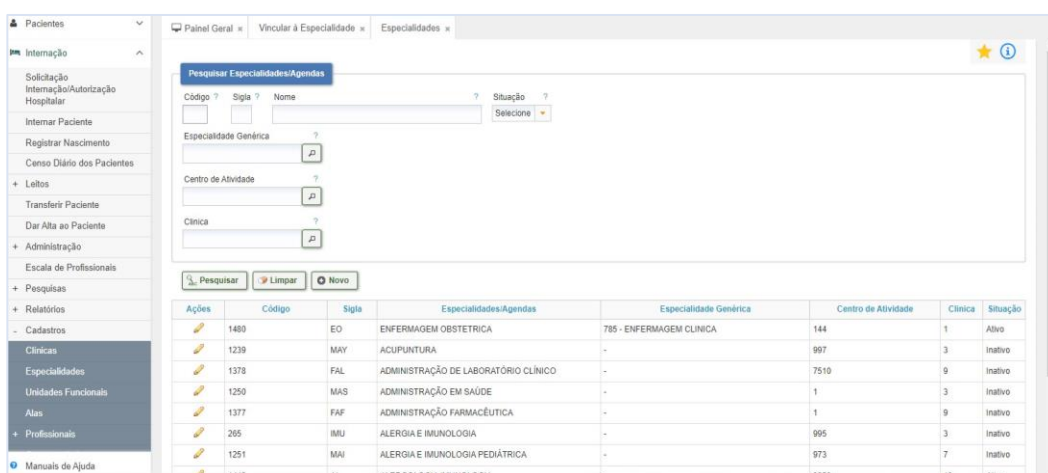 Pacientes
Internação
Solicitação
Internação/Autorização
Hospitalar
Internar Paciente
Registrar Nascimento
Censo Diário dos Pacientes
+ Leitos
Transferir Paciente
Dar Alta ao Paciente
+ Administração
Escala de Profissionais
+ Pesquisas
+ Relatórios
- Cadastros
Clínicas
Especialidades
Unidades Funcionais
Alas
+ Profissionais
Manuais de Ajuda
Painel Geral × Vincular à Especialidade × Especialidades ×
Pesquisar Especialidades/Agendas
Código ? Sigla ? Nome ? Situação ?
Selecione
Especialidade Genérica ?
Centro de Atividade ?
Clínica ?
Pesquisar Limpar Novo
Ações Código Sigla Especialidades/Agendas Especialidade Genérica Centro de Atividade Clínica Situação
1480 EO ENFERMAGEM OBSTETRICA 785 - ENFERMAGEM CLINICA 144 1 Ativo
1239 MAY ACUPUNTURA - 997 3 Inativo
1378 FAL ADMINISTRAÇÃO DE LABORATÓRIO CLÍNICO - 7510 9 Inativo
1250 MAS ADMINISTRAÇÃO EM SAÚDE - 1 3 Inativo
1377 FAF ADMINISTRAÇÃO FARMACÊUTICA - 1 9 Inativo
265 IMU ALERGIA E IMUNOLOGIA - 995 3 Inativo
1251 MAI ALERGIA E IMUNOLOGIA PEDIÁTRICA - 973 7 Inativo